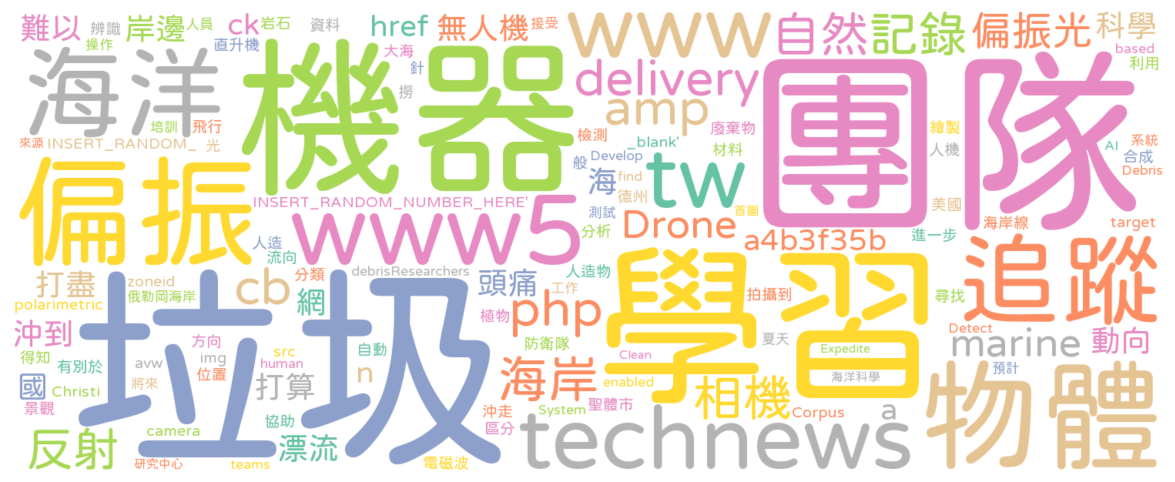 難以
辨識
岸邊
人員
ck
岩石
資料
href
無人機
接受
www
自然
記錄
偏振光
科學
操作
直升機
大海
針
撈
based
利用
海洋
機器
delivery
團隊
amp
培訓
飛行
檢測
廢棄物
繪製
來源
INSERT_RANDOM_
光
_blank'
材料
人機
系統
AI
合成
般
Develop
tw
find
Debris
偏振
海
德州
美國
INSERT_RANDOM_NUMBER_HERE'
www5
測試
Drone
首圖
海岸線
target
人造
流向
分析
a4b3f35b
進一步
追蹤
打盡
zoneid
cb
分類
debrisResearchers
頭痛
人造物
學習
拍攝到
尋找
俄勒岡海岸
polarimetric
垃圾
網
工作
php
沖到
植物
防衛隊
夏天
Detect
marine
動向
得知
方向
src
自動
有別於
avw
img
human
位置
Clean
Expedite
預計
國
將來
海岸
enabled
海洋科學
Christi
打算
n
相機
物體
景觀
協助
沖走
System
聖體市
Corpus
a
camera
區分
technews
反射
漂流
研究中心
teams
電磁波